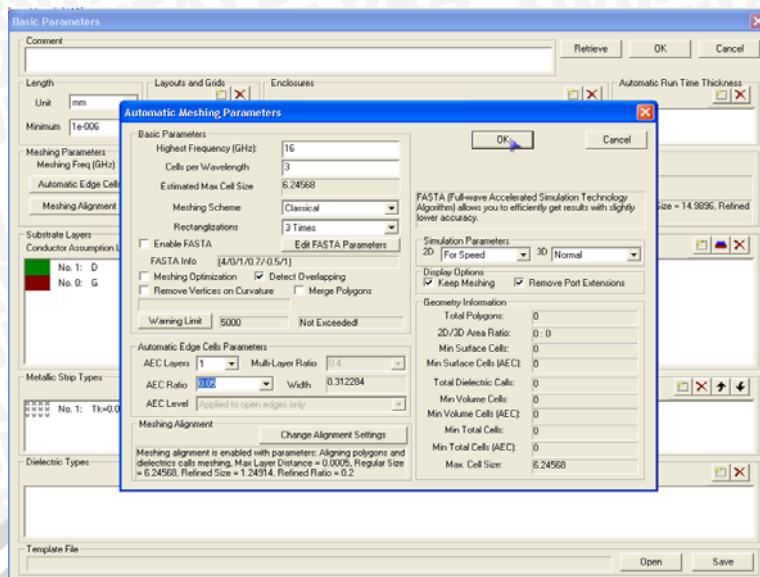 Basic Parameters
Comment
Retrieve OK Cancel
Length
Layouts and Grids
Enclosures
Automatic Run Time Thickness
Unit mm
Minimum 1e-006
Meshing Parameters
Meshing Freq (GHz)
Automatic Edge Cells
Meshing Alignment
Size = 14.9896, Refined
Substrate Layers
Conductor Assumption L
No. 1: D
No. 0: G
Metallic Strip Types
No. 1: Tk=0.0
Dielectric Types
Template File
Open Save
Automatic Meshing Parameters
Basic Parameters
Highest Frequency (GHz): 16
Cells per Wavelength 3
Estimated Max Cell Size 6.24568
Meshing Scheme Classical
Rectanglizations 3 Times
Enable FASTA Edit FASTA Parameters
FASTA Info [4/0/1/0.7/-0.5/1]
Meshing Optimization Detect Overlapping
Remove Vertices on Curvature Merge Polygons
Warning Limit 5000 Not Exceeded!
Automatic Edge Cells Parameters
AEC Layers 1 Multi-Layer Ratio 0.4
AEC Ratio 0.05 Width 0.312284
AEC Level Applied to open edges only
Meshing Alignment
Change Alignment Settings
Meshing alignment is enabled with parameters: Aligning polygons and
dielectrics calls meshing, Max Layer Distance = 0.0005, Regular Size
= 6.24568, Refined Size = 1.24914, Refined Ratio = 0.2
OK Cancel
FASTA (Full-wave Accelerated Simulation Technology
Algorithm) allows you to efficiently get results with slightly
lower accuracy.
Simulation Parameters
2D For Speed 3D Normal
Display Options
Keep Meshing Remove Port Extensions
Geometry Information
Total Polygons: 0
2D/3D Area Ratio: 0 : 0
Min Surface Cells: 0
Min Surface Cells (AEC): 0
Total Dielectric Calls: 0
Min Volume Cells: 0
Min Volume Cells (AEC): 0
Min Total Cells: 0
Min Total Cells (AEC): 0
Max. Cell Size: 6.24568